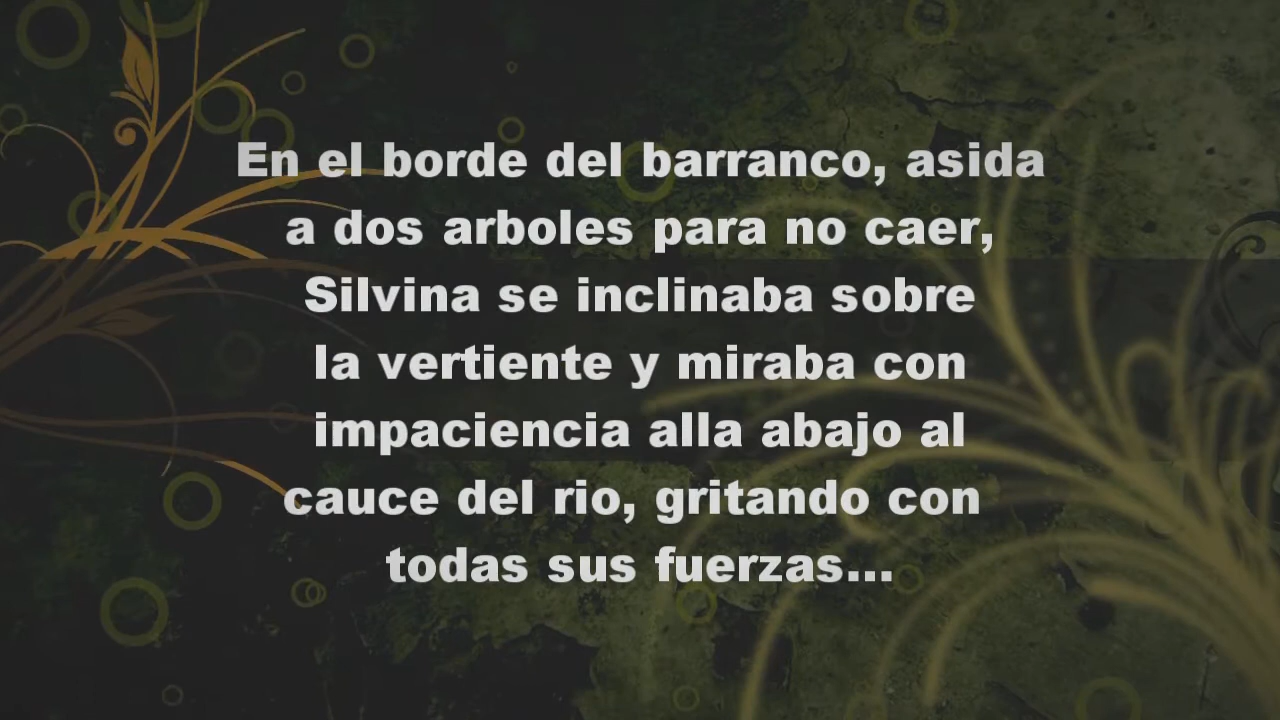 En el borde del barranco, asida
a dos arboles para no caer,
Silvina se inclinaba sobre
la vertiente y miraba con
impaciencia alla abajo al
cauce del rio, gritando con
todas sus fuerzas...